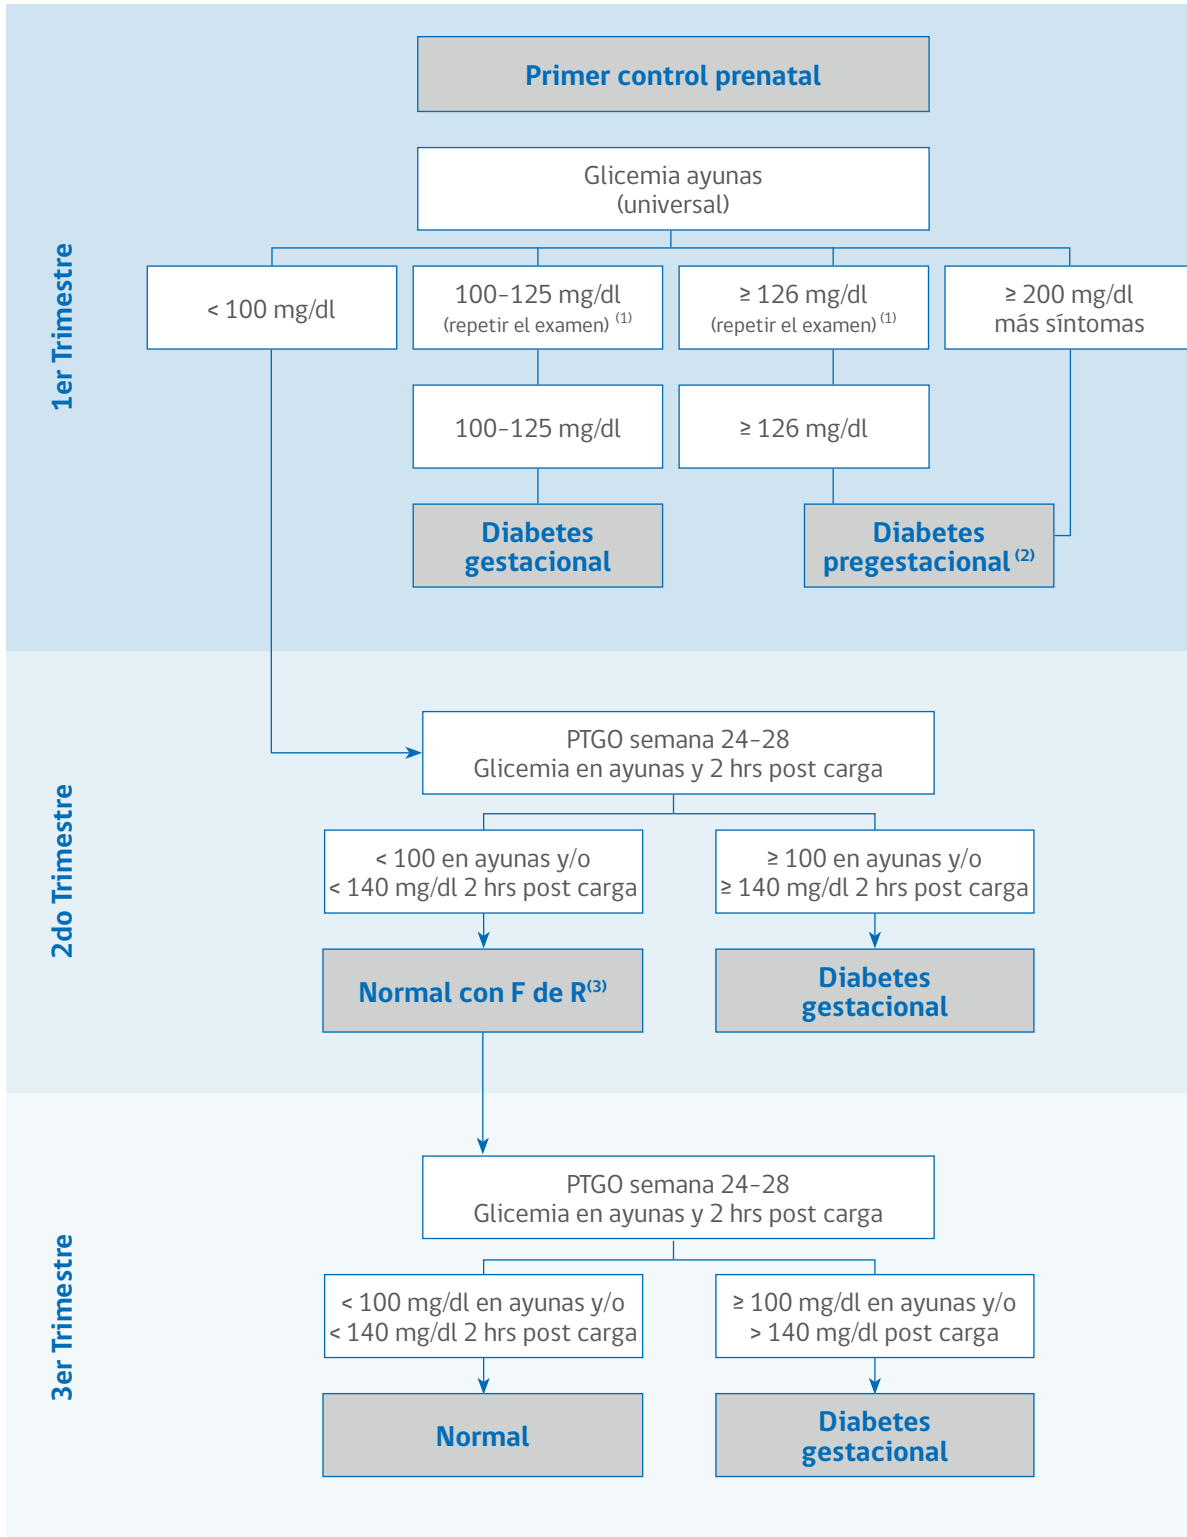 Primer control prenatal
Glicemia ayunas
(universal)
1er Trimestre
< 100 mg/dl
100–125 mg/dl
(repetir el examen) (1)
≥ 126 mg/dl
(repetir el examen) (1)
≥ 200 mg/dl
más síntomas
100–125 mg/dl
≥ 126 mg/dl
Diabetes
gestacional
Diabetes
pregestacional (2)
2do Trimestre
PTGO semana 24–28
Glicemia en ayunas y 2 hrs post carga
< 100 en ayunas y/o
< 140 mg/dl 2 hrs post carga
≥ 100 en ayunas y/o
≥ 140 mg/dl 2 hrs post carga
Normal con F de R(3)
Diabetes
gestacional
3er Trimestre
PTGO semana 24–28
Glicemia en ayunas y 2 hrs post carga
< 100 mg/dl en ayunas y/o
< 140 mg/dl 2 hrs post carga
≥ 100 mg/dl en ayunas y/o
> 140 mg/dl post carga
Normal
Diabetes
gestacional